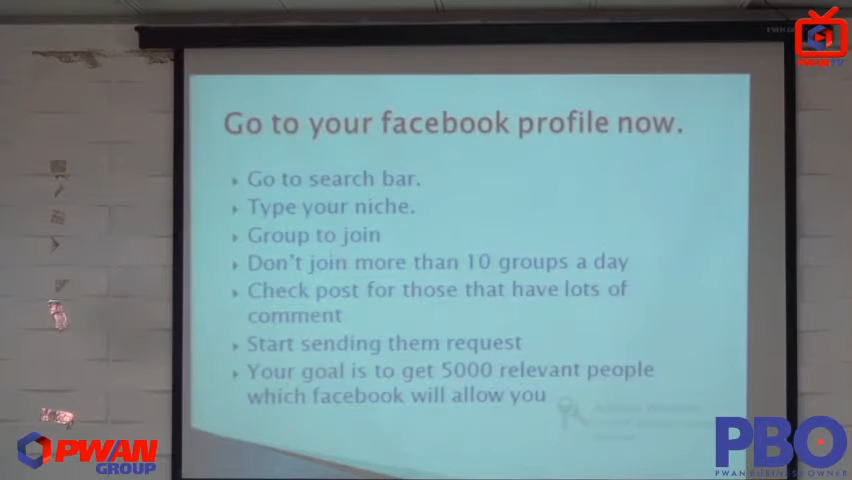 PWAN TV
Go to your facebook profile now.
Go to search bar.
Type your niche.
Group to join
Don't join more than 10 groups a day
Check post for those that have lots of
comment
Start sending them request
Your goal is to get 5000 relevant people
which facebook will allow you
PWAN
GROUP
PBO
PWAN BUSINESS OWNER